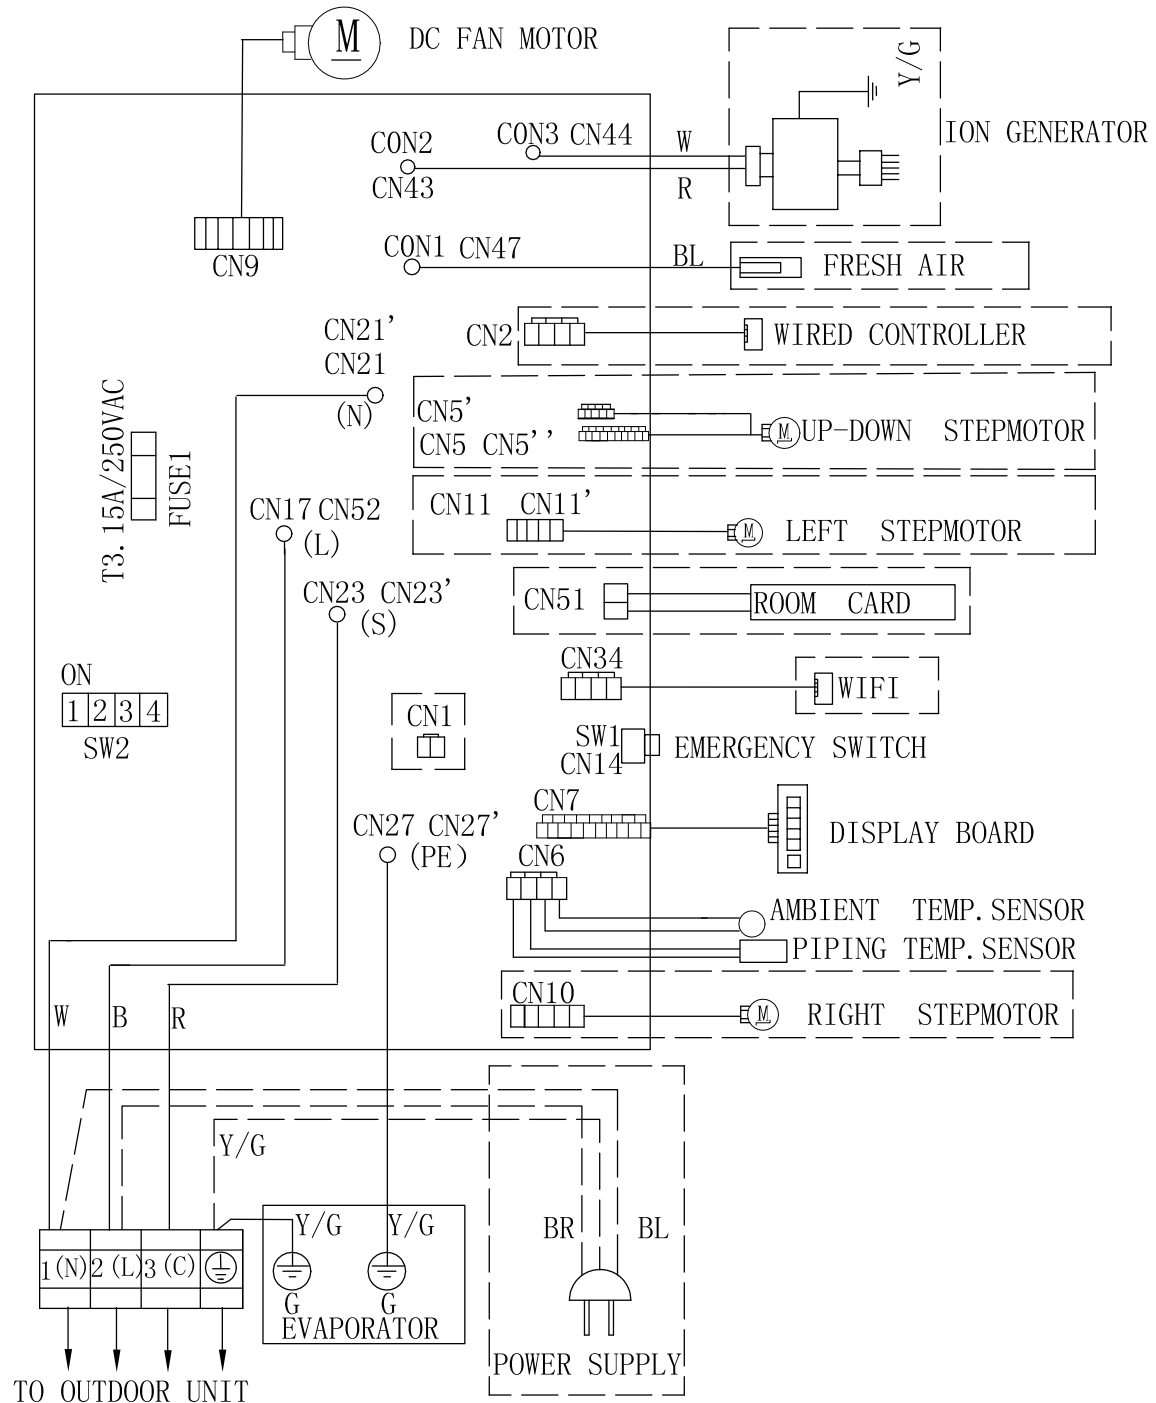 M DC FAN MOTOR
Y/G
ION GENERATOR
CON3 CN44
CON2
CN43
W
R
CN9
CON1 CN47
BL
FRESH AIR
CN21'
CN21
(N)
CN2
WIRED CONTROLLER
T3.15A/250VAC
FUSE1
CN5'
CN5 CN5''
M
UP-DOWN STEPMOTOR
CN11 CN11'
M
LEFT STEPMOTOR
CN17 CN52
(L)
CN23 CN23'
(S)
CN51
ROOM CARD
ON
1 2 3 4
SW2
CN34
WIFI
CN1
SW1
CN14
EMERGENCY SWITCH
CN7
DISPLAY BOARD
CN27 CN27'
(PE)
CN6
AMBIENT TEMP.SENSOR
PIPING TEMP.SENSOR
CN10
M
RIGHT STEPMOTOR
W B R
Y/G
Y/G Y/G
BR BL
1(N) 2(L) 3(C)
G G
EVAPORATOR
POWER SUPPLY
TO OUTDOOR UNIT